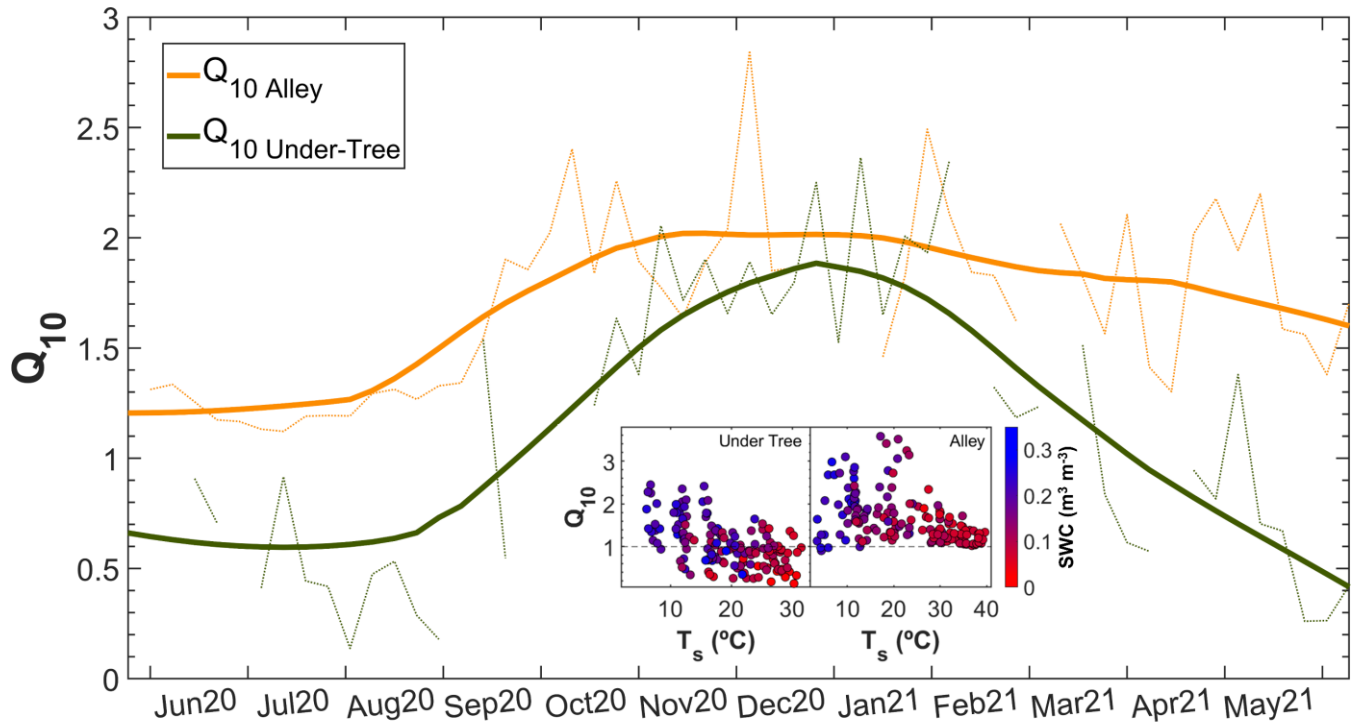 3
2.5
2
1.5
1
0.5
0
Q10
Q10 Alley
Q10 Under-Tree
Jun20 Jul20 Aug20 Sep20 Oct20 Nov20 Dec20 Jan21 Feb21 Mar21 Apr21 May21
Under Tree
Alley
Q10
3
2
1
10 20 30
10 20 30 40
Ts (ºC)
Ts (ºC)
0.3
0.2
0.1
0
SWC (m³ m⁻³)